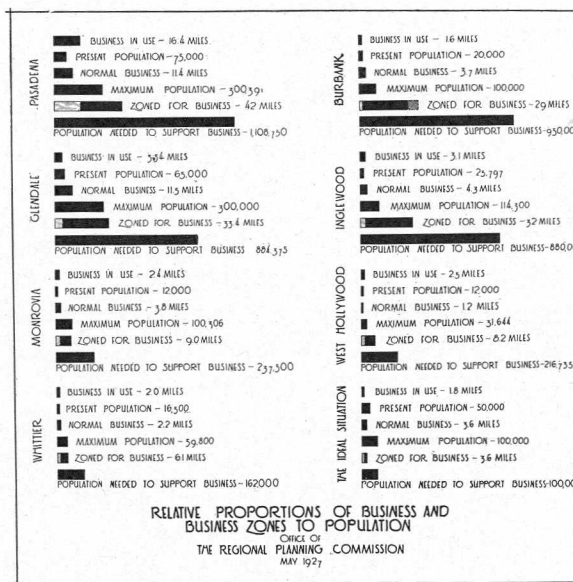 PASADENA
BUSINESS IN USE - 16.4 MILES
PRESENT POPULATION - 75,000
NORMAL BUSINESS - 11.4 MILES
MAXIMUM POPULATION - 300,391
ZONED FOR BUSINESS - 42 MILES
POPULATION NEEDED TO SUPPORT BUSINESS - 1,108,750
GLENDALE
BUSINESS IN USE - MILES
PRESENT POPULATION - 65,000
NORMAL BUSINESS - 11.5 MILES
MAXIMUM POPULATION - 300,000
ZONED FOR BUSINESS - 33.4 MILES
POPULATION NEEDED TO SUPPORT BUSINESS 884,375
MONROVIA
BUSINESS IN USE - 2.4 MILES
PRESENT POPULATION - 12,000
NORMAL BUSINESS - 3.8 MILES
MAXIMUM POPULATION - 100,306
ZONED FOR BUSINESS - 9.0 MILES
POPULATION NEEDED TO SUPPORT BUSINESS - 237,500
WHITTIER
BUSINESS IN USE - 2.0 MILES
PRESENT POPULATION - 16,500
NORMAL BUSINESS - 2.2 MILES
MAXIMUM POPULATION - 59,800
ZONED FOR BUSINESS - 6.1 MILES
POPULATION NEEDED TO SUPPORT BUSINESS - 162000
BURBANK
BUSINESS IN USE - 1.6 MILES
PRESENT POPULATION - 20,000
NORMAL BUSINESS - 3.7 MILES
MAXIMUM POPULATION - 100,000
ZONED FOR BUSINESS - 29 MILES
POPULATION NEEDED TO SUPPORT BUSINESS - 950,00
INGLEWOOD
BUSINESS IN USE - 3.1 MILES
PRESENT POPULATION - 25,797
NORMAL BUSINESS - 4.3 MILES
MAXIMUM POPULATION - 114,300
ZONED FOR BUSINESS - 32 MILES
POPULATION NEEDED TO SUPPORT BUSINESS - 880,0
WEST HOLLYWOOD
BUSINESS IN USE - 2.5 MILES
PRESENT POPULATION - 12,000
NORMAL BUSINESS - 1.2 MILES
MAXIMUM POPULATION - 31,644
ZONED FOR BUSINESS - 8.2 MILES
POPULATION NEEDED TO SUPPORT BUSINESS - 216,735
THE IDEAL SITUATION
BUSINESS IN USE - 1.8 MILES
PRESENT POPULATION - 50,000
NORMAL BUSINESS - 3.6 MILES
MAXIMUM POPULATION - 100,000
ZONED FOR BUSINESS - 3.6 MILES
POPULATION NEEDED TO SUPPORT BUSINESS - 100,00
RELATIVE PROPORTIONS OF BUSINESS AND
BUSINESS ZONES TO POPULATION
OFFICE OF
THE REGIONAL PLANNING COMMISSION
MAY 1927